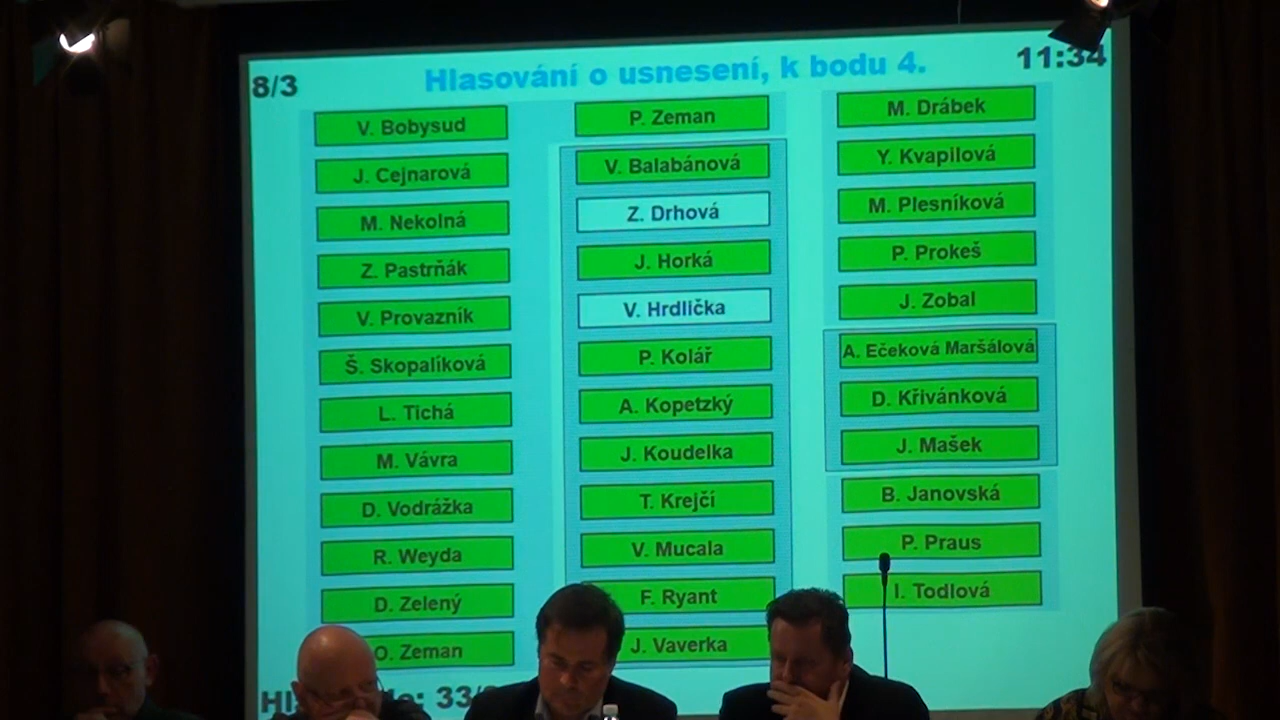 8/3
Hlasování o usnesení, k bodu 4.
11:34
V. Bobysud
J. Cejnarová
M. Nekolná
Z. Pastrňák
V. Provazník
Š. Skopalíková
L. Tichá
M. Vávra
D. Vodrážka
R. Weyda
D. Zelený
O. Zeman
P. Zeman
V. Balabánová
Z. Drhová
J. Horká
V. Hrdlička
P. Kolář
A. Kopetzký
J. Koudelka
T. Krejčí
V. Mucala
F. Ryant
J. Vaverka
M. Drábek
Y. Kvapilová
M. Plesníková
P. Prokeš
J. Zobal
A. Ečeková Maršálová
D. Křivánková
J. Mašek
B. Janovská
P. Praus
I. Todlová